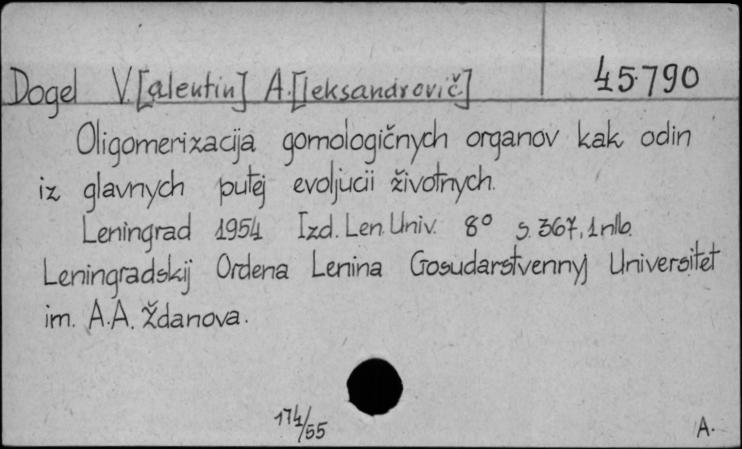 Dogel V.[alentin] A.[leksandrovič] 45790
Oligomerizacija gomologičnych organov kak odin
iz glavnych putej evoljucii životnych.
Leningrad 1954 Izd. Len. Univ. 8° s. 367, 1 nlb.
Leningradskij Ordena Lenina Gosudarstvennyj Universitet
im. A.A. Ždanova.
174/55
A.